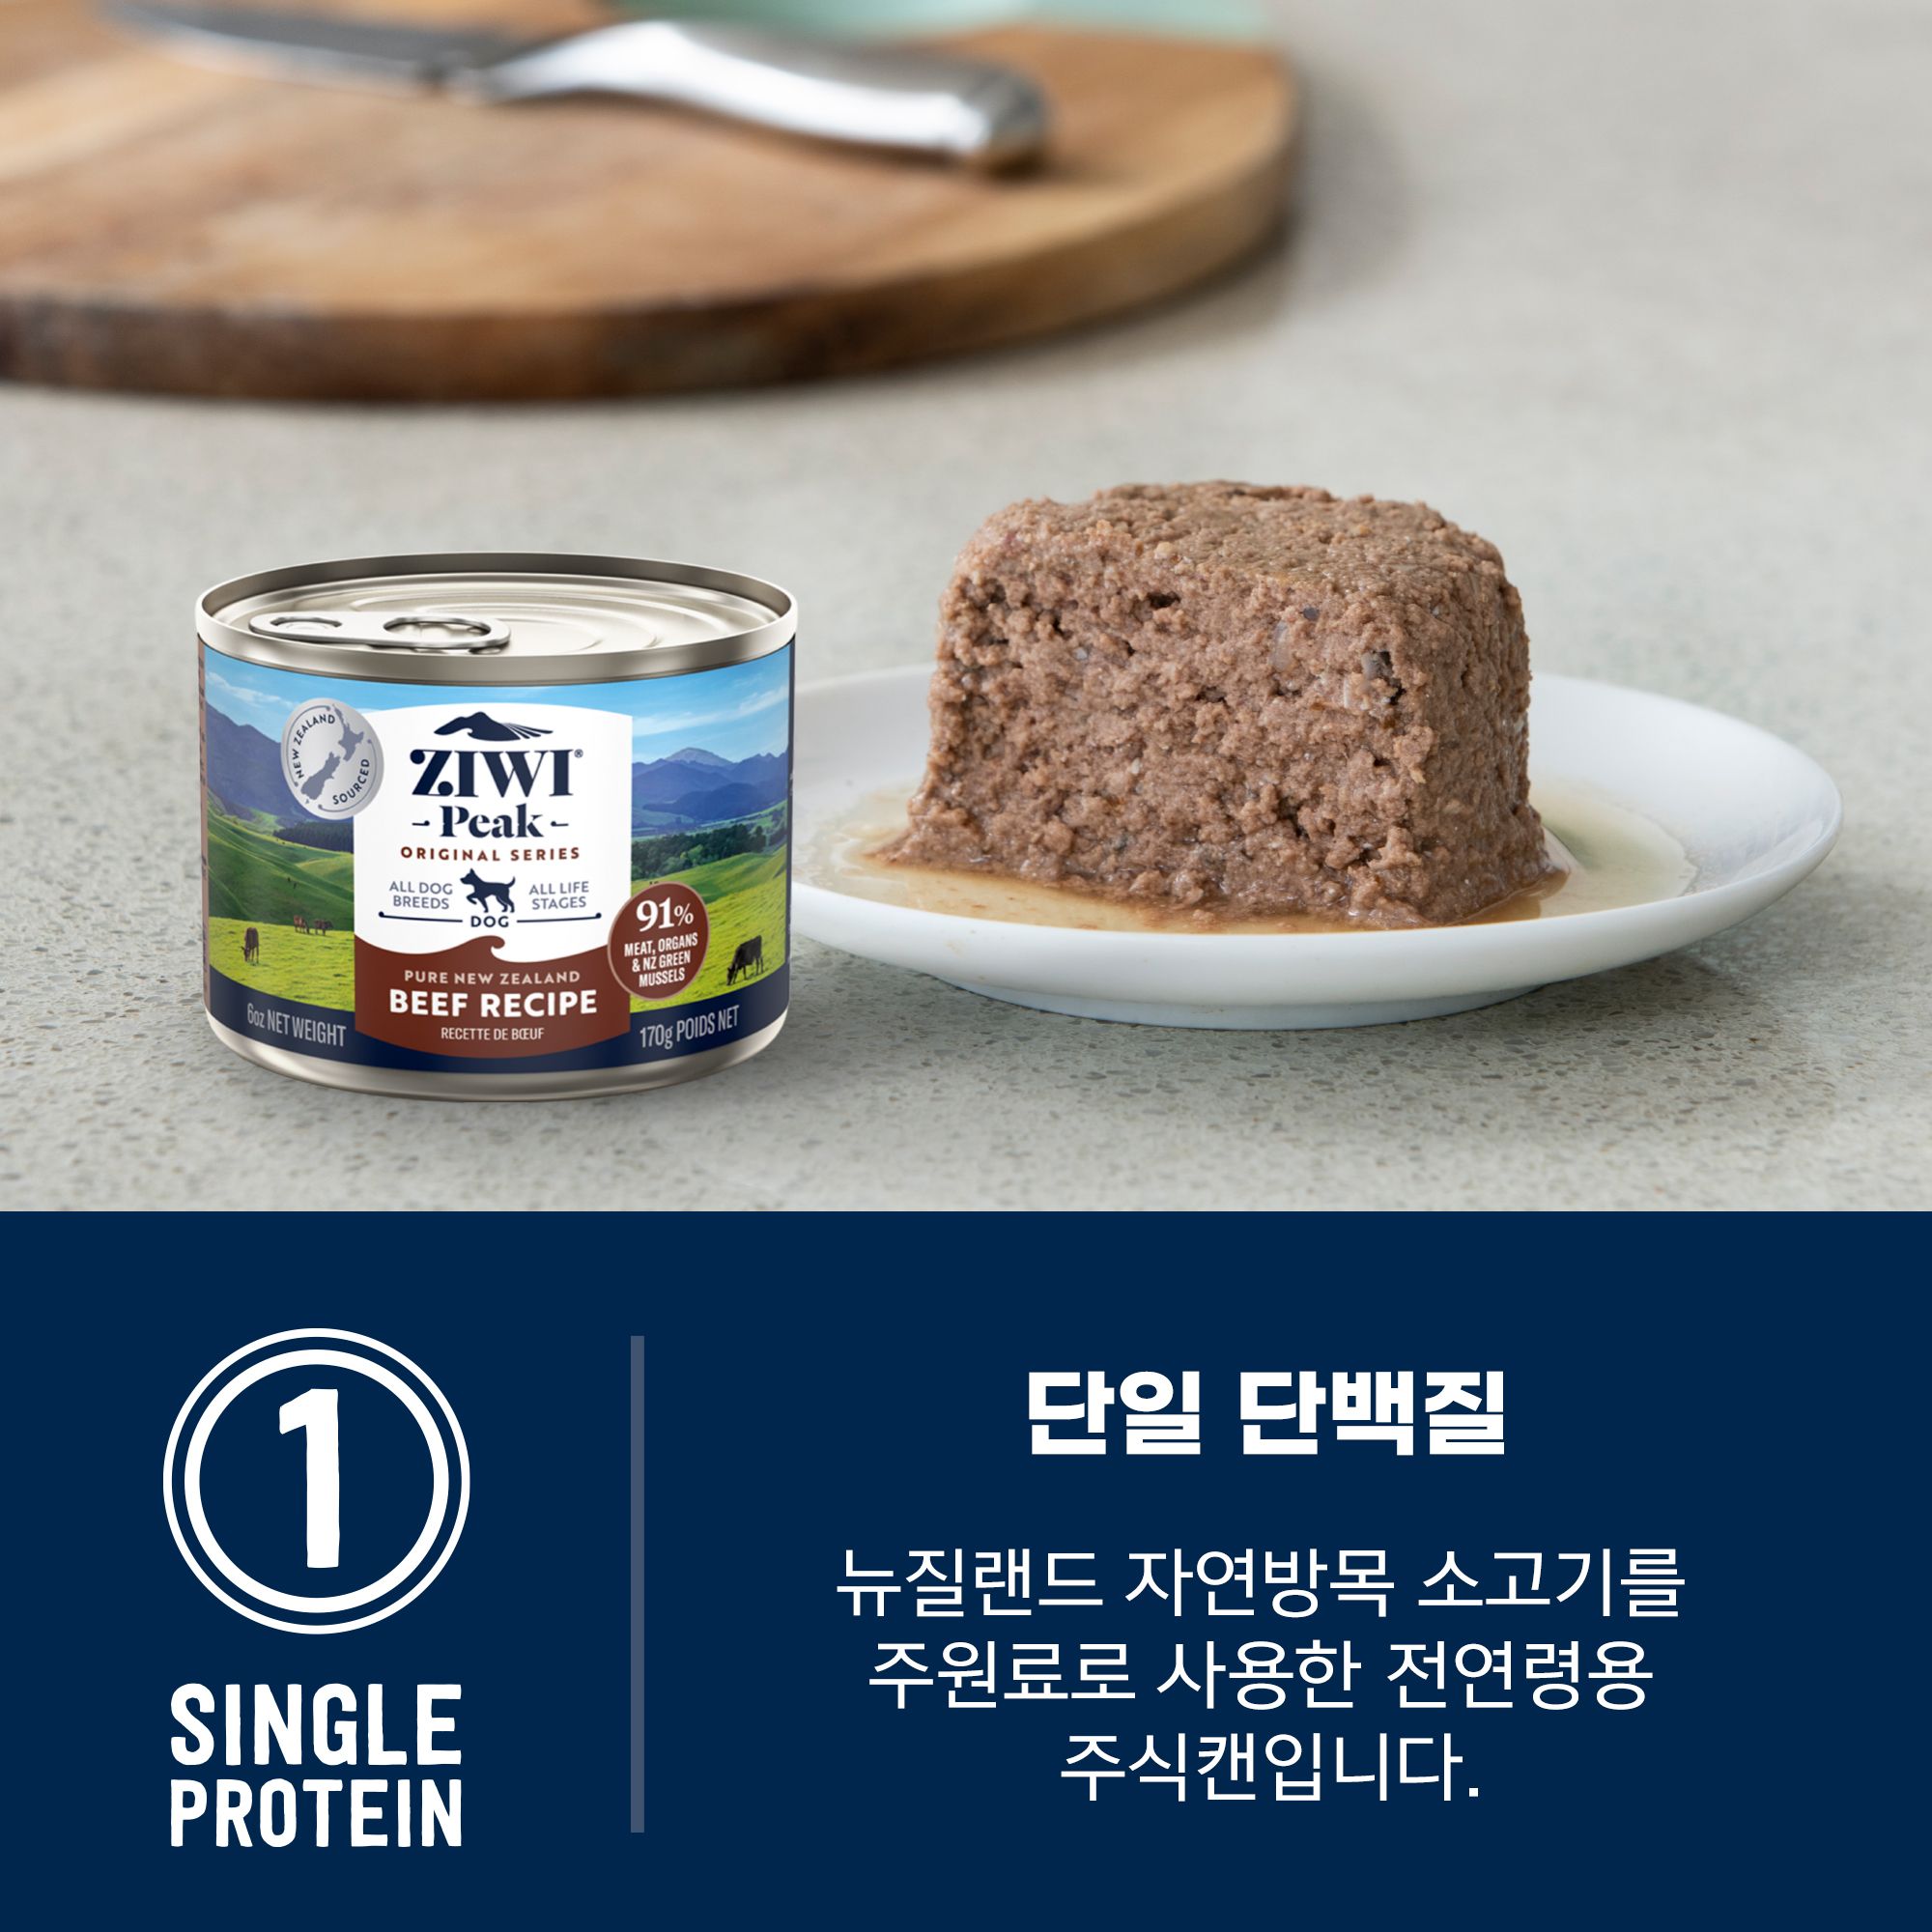 NEW ZEALAND
SOURCED
ZIWI®
Peak
ORIGINAL SERIES
ALL DOG
BREEDS
ALL LIFE
STAGES
DOG
91%
MEAT, ORGANS
& NZ GREEN
MUSSELS
PURE NEW ZEALAND
BEEF RECIPE
RECETTE DE BŒUF
6oz NET WEIGHT
170g POIDS NET
1
SINGLE
PROTEIN
단일 단백질
뉴질랜드 자연방목 소고기를
주원료로 사용한 전연령용
주식캔입니다.